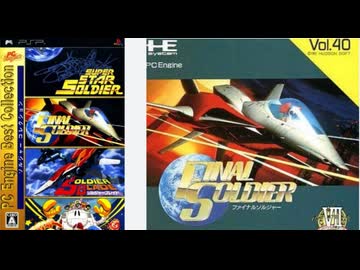 PSP
PC Engine Best Collection
ソルジャーコレクション
SUPER
STAR
SOLDIER
FINAL
SOLDIER
SOLDIER
BLADE
HE
system
PC Engine
Vol.40
HUDSON SOFT
FINAL
SOLDIER
ファイナルソルジャー